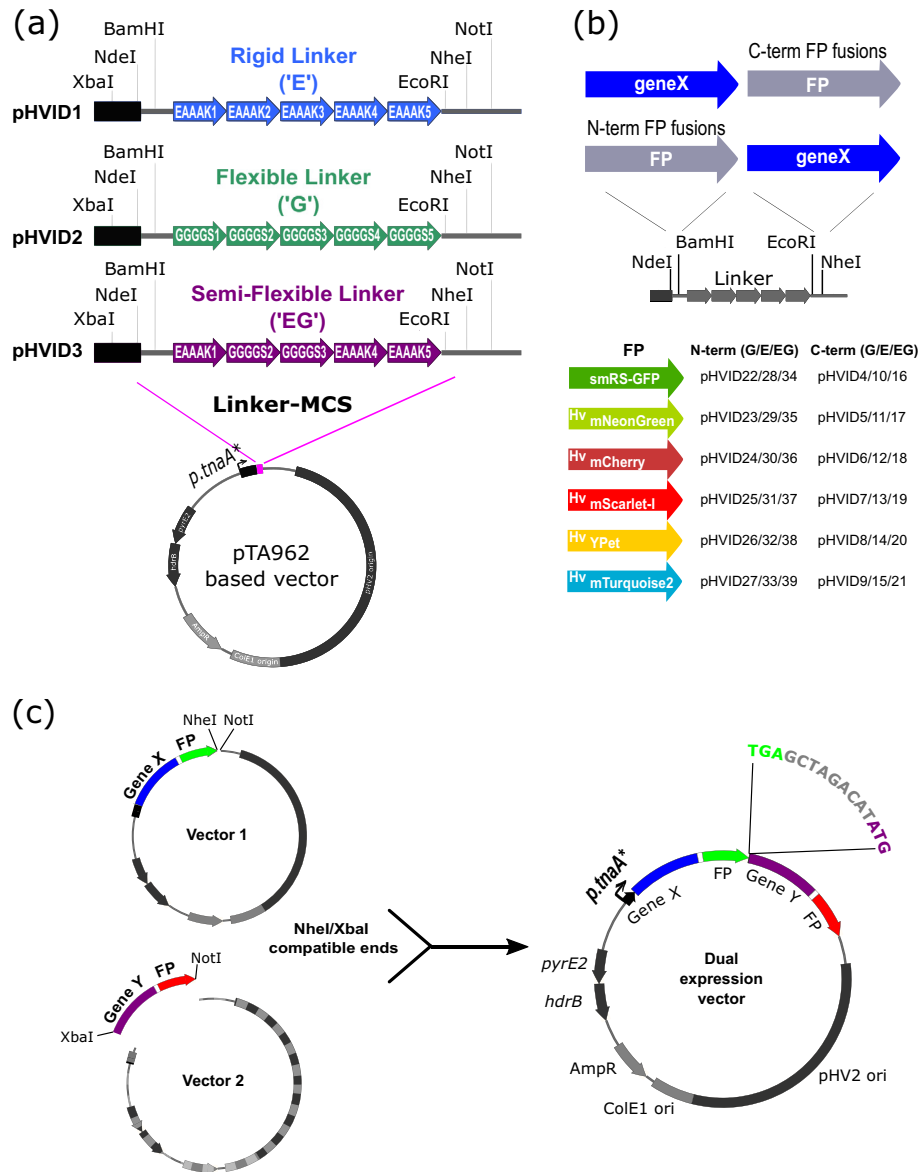 (a)
BamHI
NdeI
XbaI
pHVID1
Rigid Linker
('E')
EcoRI
NheI
NotI
EAAAK1 EAAAK2 EAAAK3 EAAAK4 EAAAK5
BamHI
NdeI
XbaI
pHVID2
Flexible Linker
('G')
EcoRI
NheI
NotI
GGGGS1 GGGGS2 GGGGS3 GGGGS4 GGGGS5
BamHI
NdeI
XbaI
pHVID3
Semi-Flexible Linker
('EG')
EcoRI
NheI
NotI
EAAAK1 GGGGS2 GGGGS3 EAAAK4 EAAAK5
Linker-MCS
p.tnaA*
pyrE2
hdrB
AmpR
ColE1 origin
pHV2 origin
pTA962
based vector
(b)
C-term FP fusions
geneX FP
N-term FP fusions
FP geneX
NdeI BamHI EcoRI NheI
Linker
FP N-term (G/E/EG) C-term (G/E/EG)
smRS-GFP pHVID22/28/34 pHVID4/10/16
Hv mNeonGreen pHVID23/29/35 pHVID5/11/17
Hv mCherry pHVID24/30/36 pHVID6/12/18
Hv mScarlet-I pHVID25/31/37 pHVID7/13/19
Hv YPet pHVID26/32/38 pHVID8/14/20
Hv mTurquoise2 pHVID27/33/39 pHVID9/15/21
(c)
NheI NotI
Gene X FP
Vector 1
NotI
Gene Y FP
XbaI
Vector 2
NheI/XbaI
compatible ends
TGAGCTAGACATATG
p.tnaA*
Gene X
FP
Gene Y
FP
pyrE2
hdrB
AmpR
ColE1 ori
pHV2 ori
Dual
expression
vector